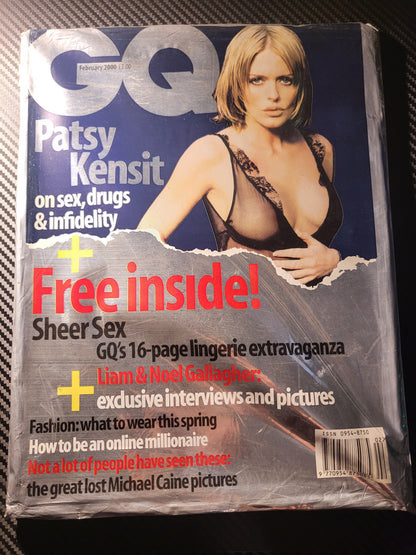 GQ
February 2000 £3.00
Patsy
Kensit
on sex, drugs
& infidelity
+
Free inside!
Sheer Sex
GQ's 16-page lingerie extravaganza
+
Liam & Noel Gallagher:
exclusive interviews and pictures
Fashion: what to wear this spring
How to be an online millionaire
Not a lot of people have seen these:
the great lost Michael Caine pictures
ISSN 0954-8750
02